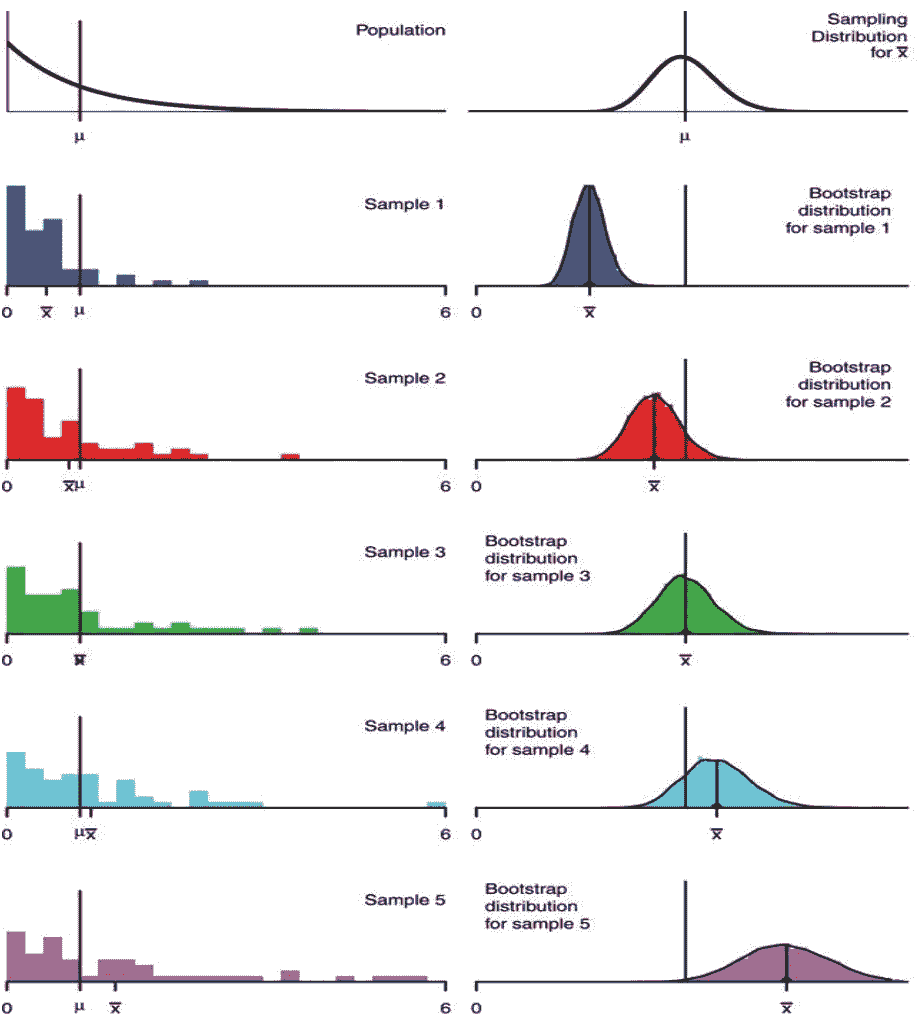 Population
μ
Sampling
Distribution
for x̅
μ
Sample 1
0 x̅ μ 6
Bootstrap
distribution
for sample 1
0 x̅
Sample 2
0 x̅μ 6
Bootstrap
distribution
for sample 2
0 x̅
Sample 3
0 x̅ 6
Bootstrap
distribution
for sample 3
0 x̅
Sample 4
0 μx̅ 6
Bootstrap
distribution
for sample 4
0 x̅
Sample 5
0 μ x̅ 6
Bootstrap
distribution
for sample 5
0 x̅